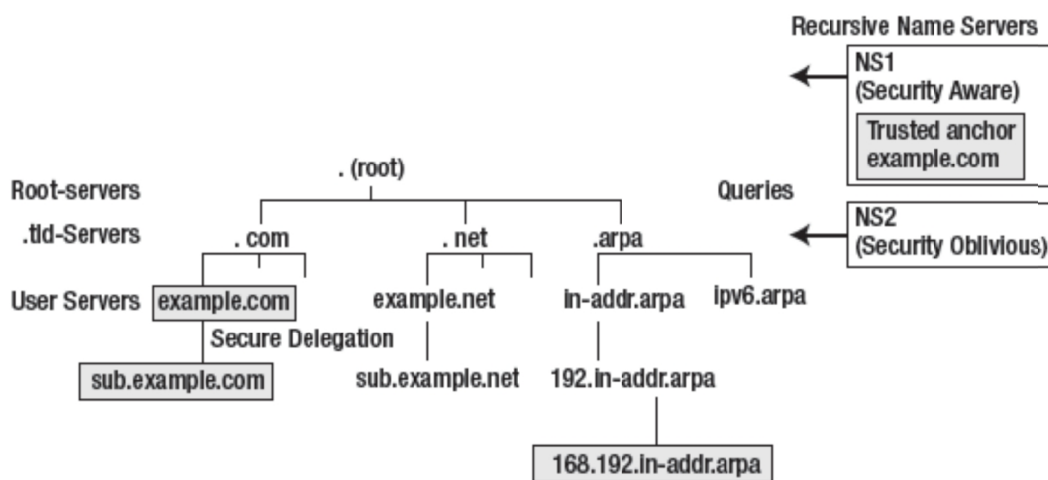 Recursive Name Servers
NS1
(Security Aware)
Trusted anchor
example.com
. (root)
Root-servers
Queries
.tld-Servers
. com
. net
.arpa
NS2
(Security Oblivious)
User Servers
example.com
example.net
in-addr.arpa
ipv6.arpa
Secure Delegation
sub.example.com
sub.example.net
192.in-addr.arpa
168.192.in-addr.arpa